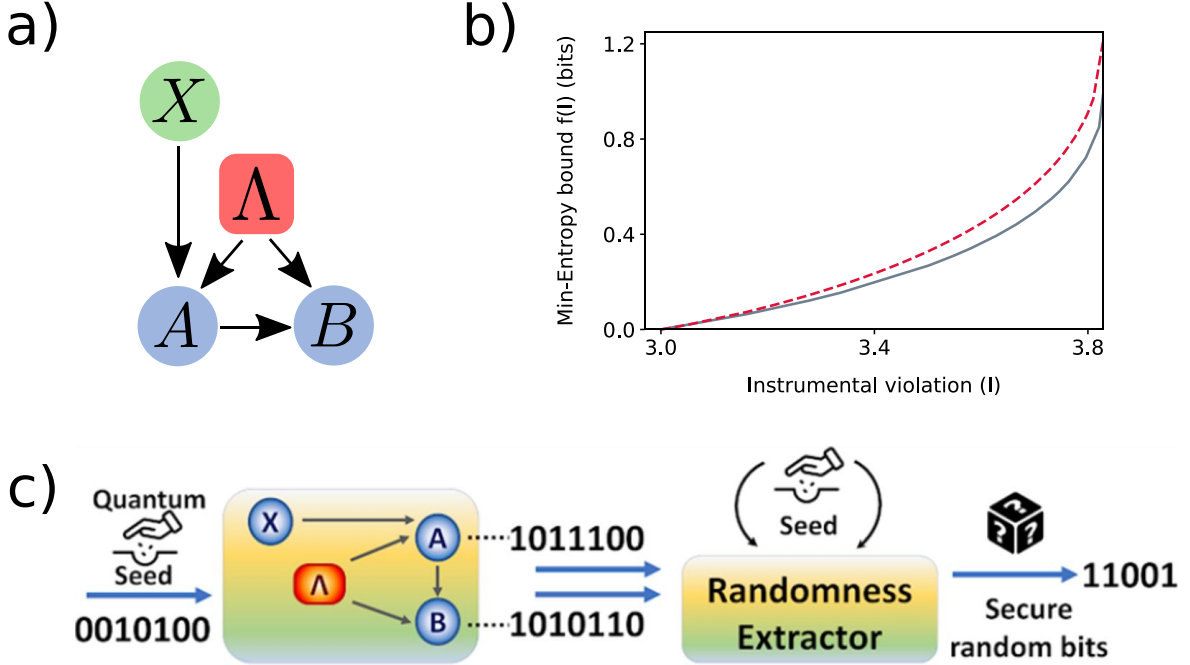 a)
X
Λ
A
B
b)
Min-Entropy bound f(I) (bits)
1.2
0.8
0.4
0.0
3.0
3.4
3.8
Instrumental violation (I)
c)
Quantum
Seed
0010100
X
Λ
A
B
1011100
1010110
Seed
Randomness
Extractor
? ? ?
11001
Secure
random bits